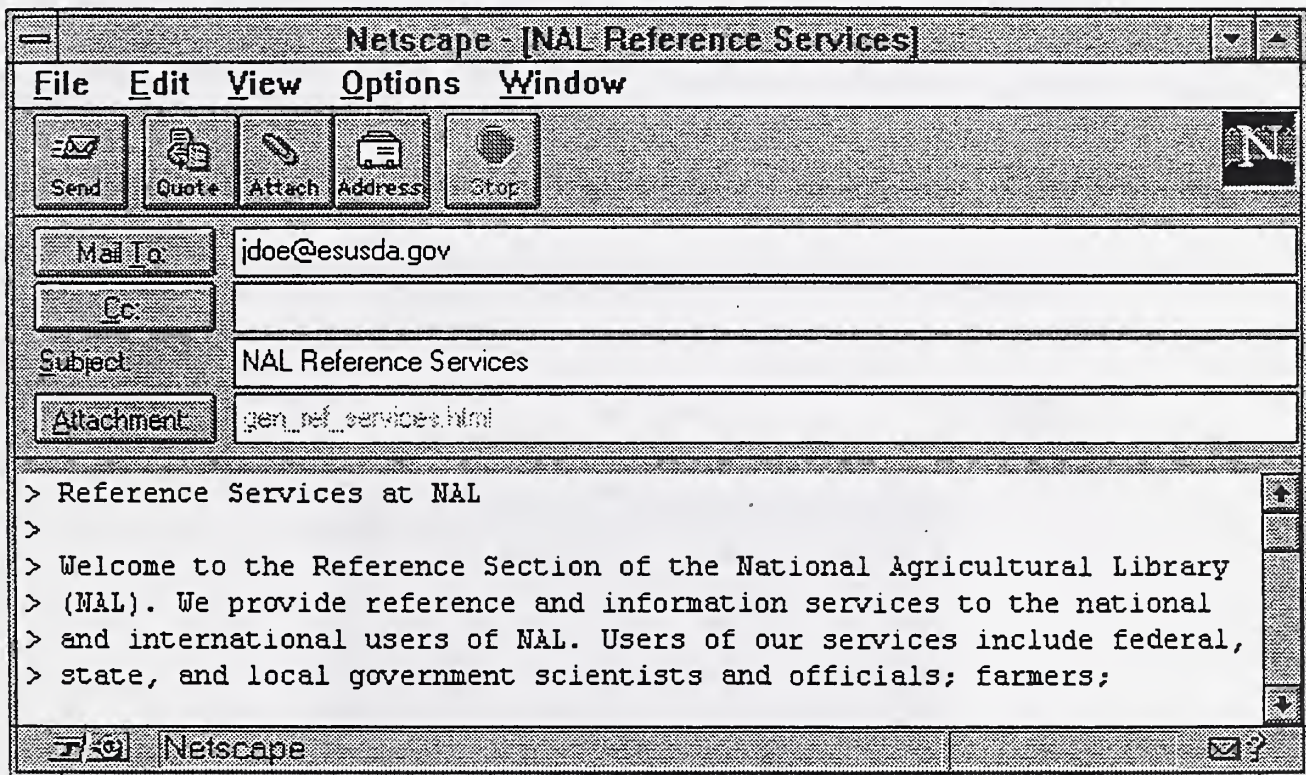 Netscape - [NAL Reference Services]
File Edit View Options Window
Send Quote Attach Address Stop
N
Mail To: jdoe@esusda.gov
Cc:
Subject: NAL Reference Services
Attachment: gen_ref_services.html
> Reference Services at NAL
>
> Welcome to the Reference Section of the National Agricultural Library
> (NAL). We provide reference and information services to the national
> and international users of NAL. Users of our services include federal,
> state, and local government scientists and officials; farmers;
Netscape